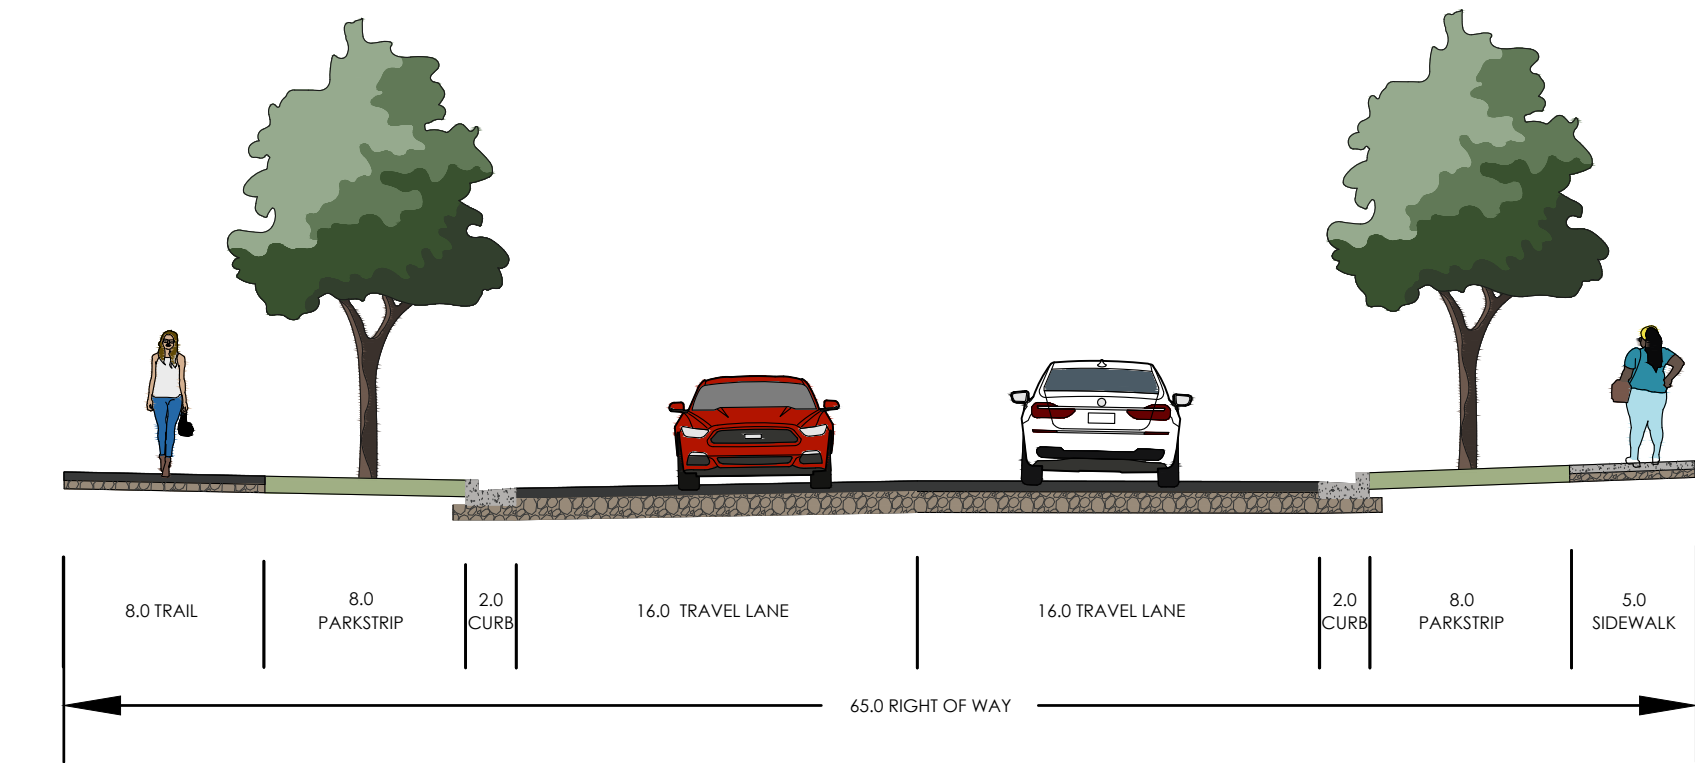 8.0 TRAIL
8.0
PARKSTRIP
2.0
CURB
16.0 TRAVEL LANE
16.0 TRAVEL LANE
2.0
CURB
8.0
PARKSTRIP
5.0
SIDEWALK
65.0 RIGHT OF WAY